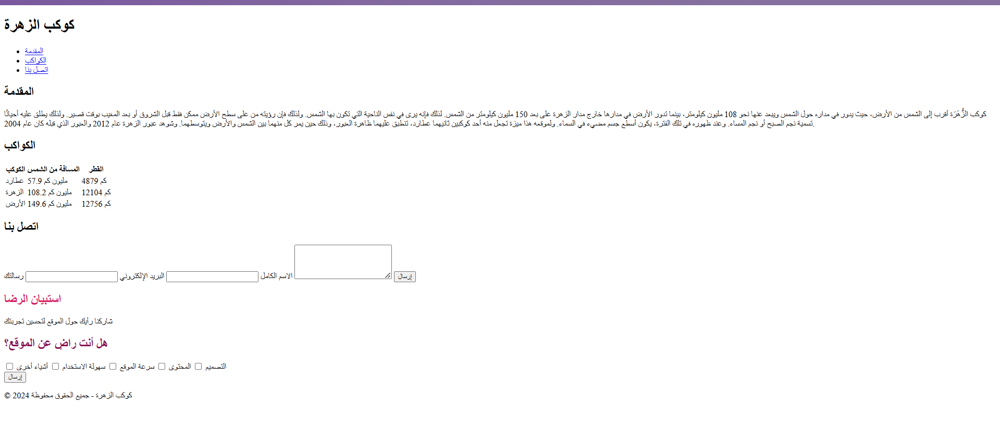 كوكب الزهرة
المقدمة
الكواكب
اتصل بنا
المقدمة
كوكب الزُّهَرَة أقرب إلى الشمس من الأرض، حيث يدور في مداره حول الشمس ويبعد عنها نحو 108 مليون كيلومتر، بينما تدور الأرض في مدارها خارج مدار الزهرة على بعد 150 مليون كيلومتر من الشمس. لذلك فإنه يرى في نفس الناحية التي تكون بها الشمس. ولذلك فإن رؤيته من على سطح الأرض ممكن فقط قبل الشروق أو بعد المغيب بوقت قصير. ولذلك يطلق عليه أحيانًا
تسمية نجم الصبح أو نجم المساء. وعند ظهوره في تلك الفترة، يكون أسطع جسم مضيء في السماء. ولموقعه هذا ميزة تجعل منه أحد كوكبين ثانيهما عطارد، تنطبق عليهما ظاهرة العبور، وذلك حين يمر كل منهما بين الشمس والأرض ويتوسطهما. وشوهد عبور الزهرة عام 2012 والعبور الذي قبله كان عام 2004.
الكواكب
الكوكب المسافة من الشمس القطر
عطارد 57.9 مليون كم 4879 كم
الزهرة 108.2 مليون كم 12104 كم
الأرض 149.6 مليون كم 12756 كم
اتصل بنا
رسالتك البريد الإلكتروني الاسم الكامل إرسال
استبيان الرضا
شاركنا رأيك حول الموقع لتحسين تجربتك
هل أنت راضٍ عن الموقع؟
أشياء أخرى سهولة الاستخدام سرعة الموقع المحتوى التصميم
إرسال
© 2024 كوكب الزهرة - جميع الحقوق محفوظة